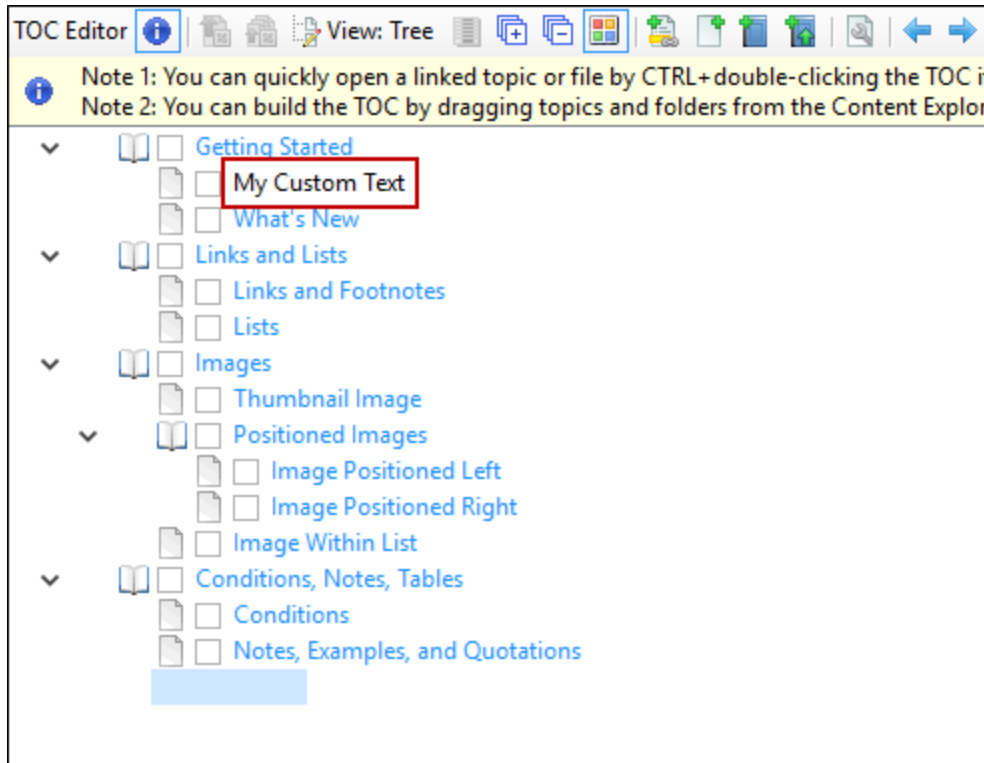 TOC Editor View: Tree
Note 1: You can quickly open a linked topic or file by CTRL+double-clicking the TOC
Note 2: You can build the TOC by dragging topics and folders from the Content
Getting Started
My Custom Text
What's New
Links and Lists
Links and Footnotes
Lists
Images
Thumbnail Image
Positioned Images
Image Positioned Left
Image Positioned Right
Image Within List
Conditions, Notes, Tables
Conditions
Notes, Examples, and Quotations